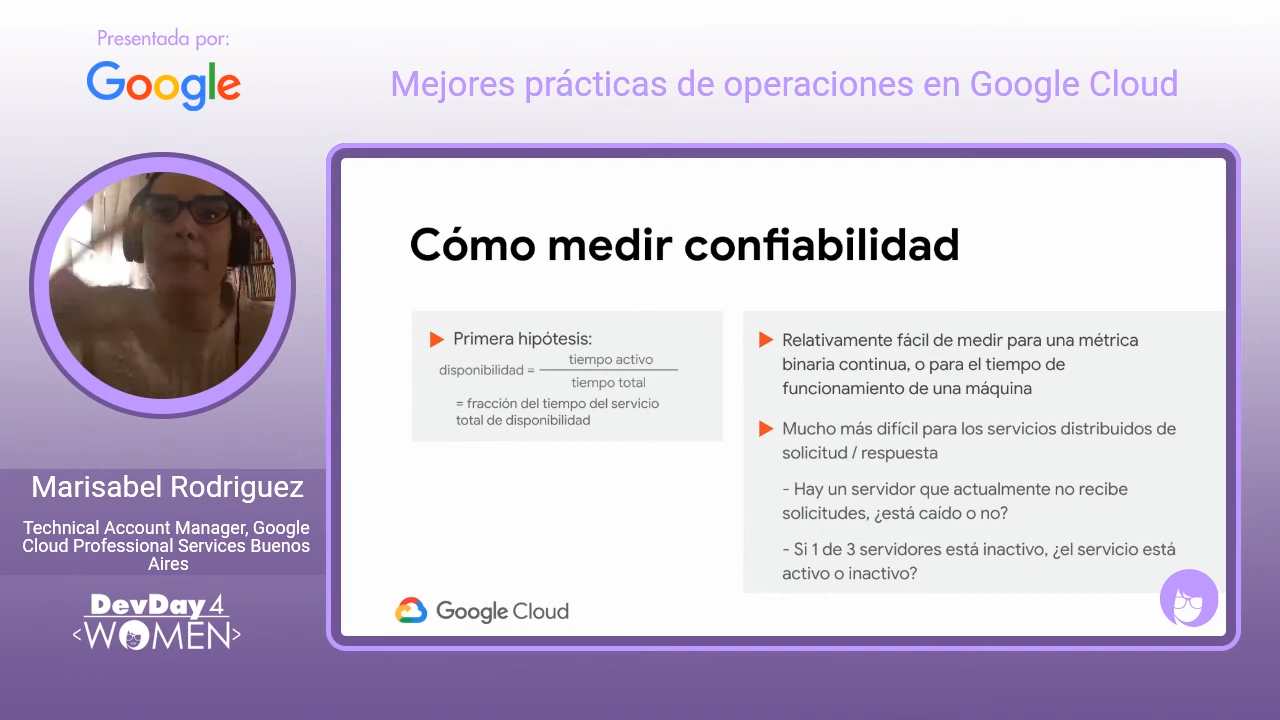 Presentada por:
Google
Mejores prácticas de operaciones en Google Cloud
Cómo medir confiabilidad
Primera hipótesis:
disponibilidad = tiempo activo
tiempo total
= fracción del tiempo del servicio
total de disponibilidad
Relativamente fácil de medir para una métrica
binaria continua, o para el tiempo de
funcionamiento de una máquina
Mucho más difícil para los servicios distribuidos de
solicitud / respuesta
- Hay un servidor que actualmente no recibe
solicitudes, ¿está caído o no?
- Si 1 de 3 servidores está inactivo, ¿el servicio está
activo o inactivo?
Google Cloud
Marisabel Rodriguez
Technical Account Manager, Google
Cloud Professional Services Buenos
Aires
DevDay 4
<WOMEN>